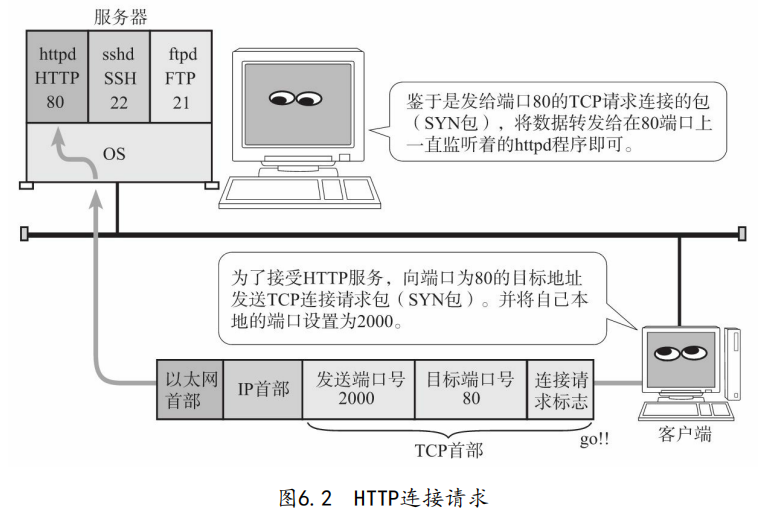 服务器
httpd
HTTP
80
sshd
SSH
22
ftpd
FTP
21
OS
鉴于是发给端口80的TCP请求连接的包
（SYN包），将数据转发给在80端口上
一直监听着的httpd程序即可。
为了接受HTTP服务，向端口为80的目标地址
发送TCP连接请求包（SYN包）。并将自己本
地的端口设置为2000。
以太网
首部
IP首部
发送端口号
2000
目标端口号
80
连接请
求标志
go!!
TCP首部
客户端
图6.2 HTTP连接请求